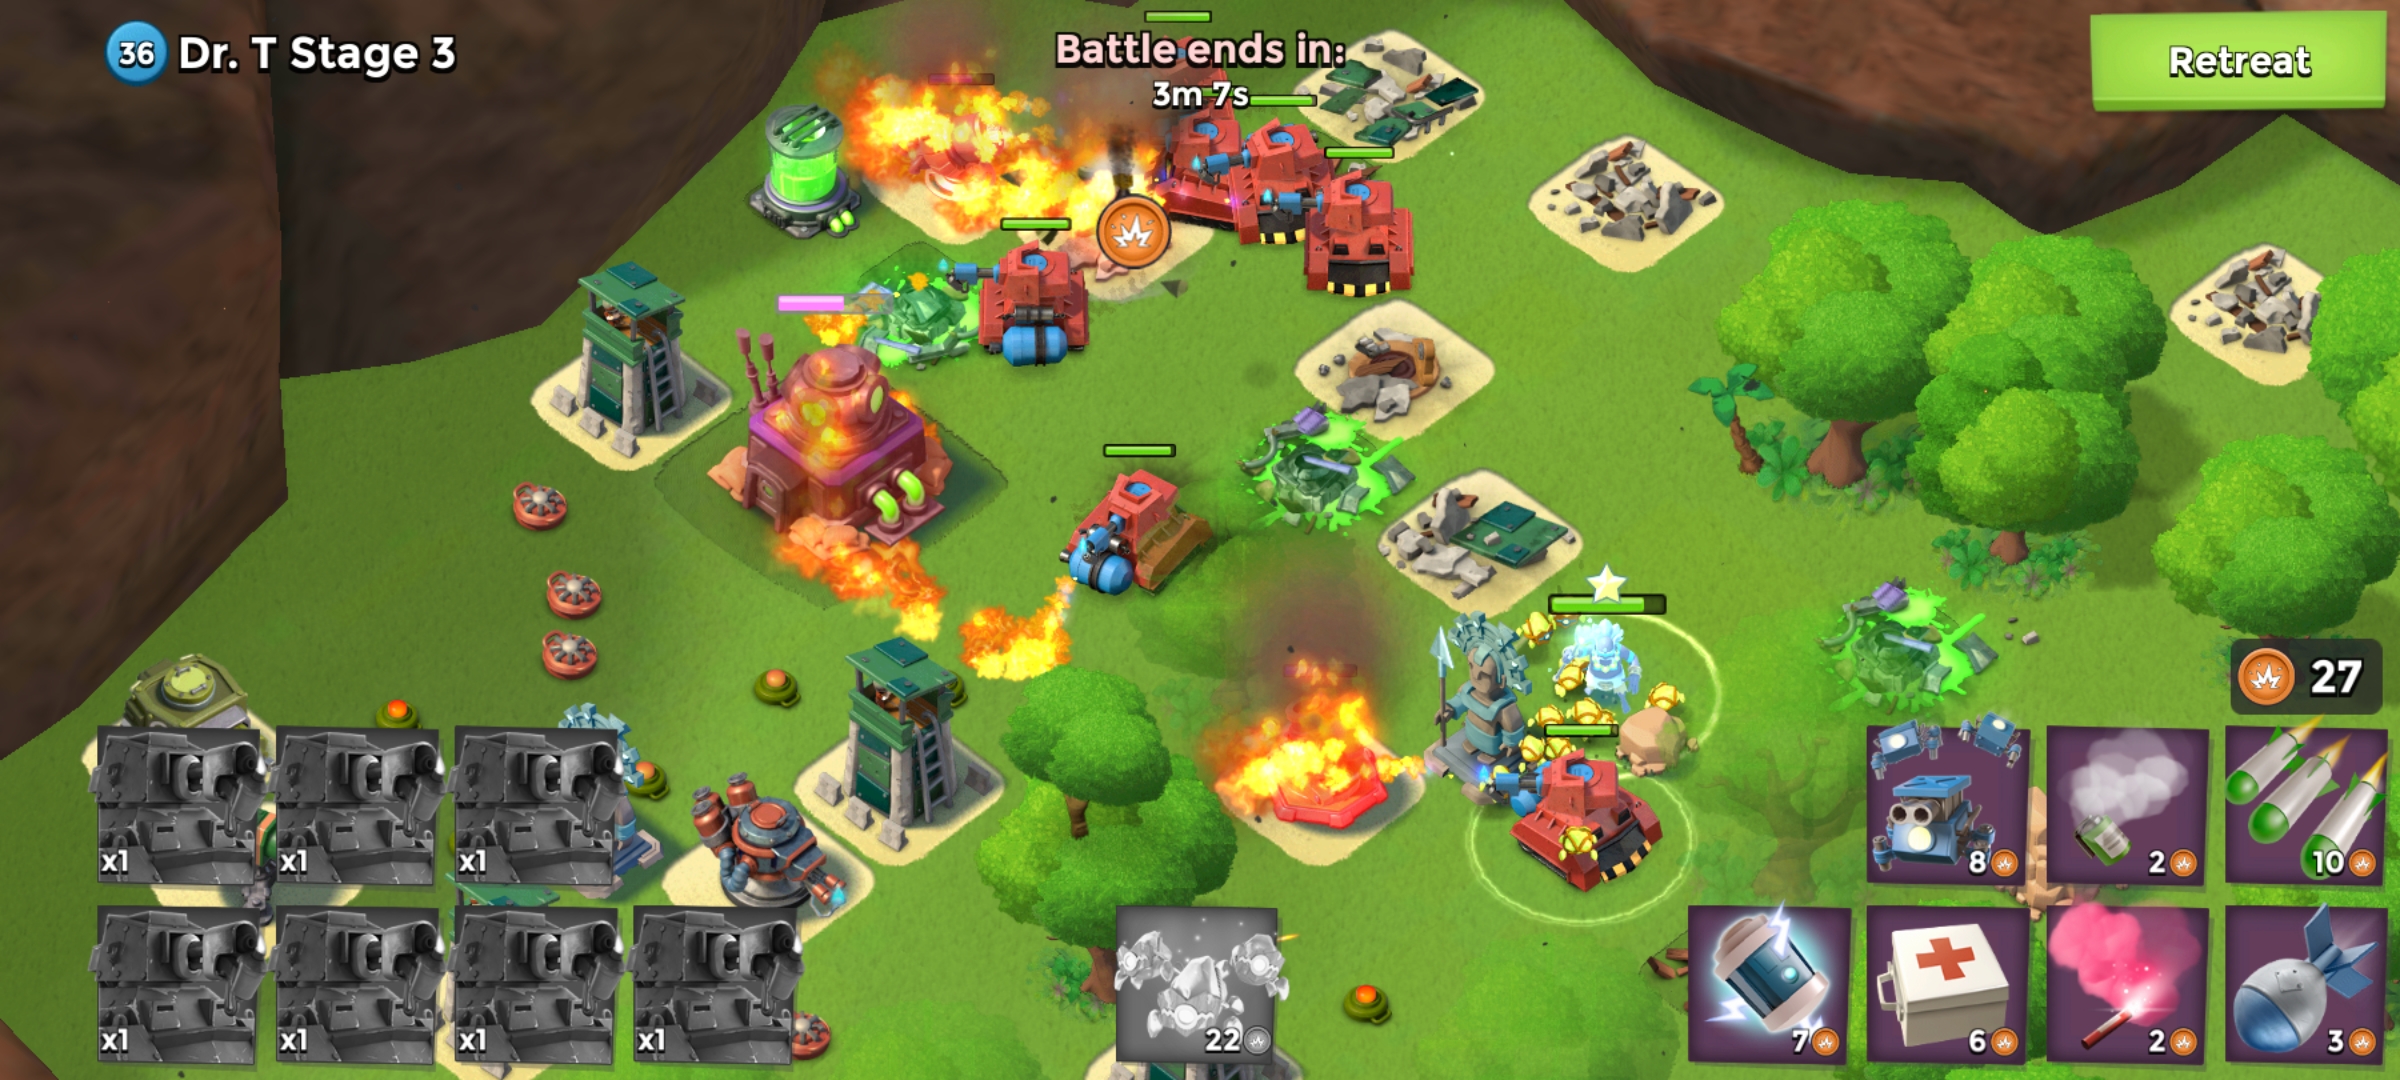 36 Dr. T Stage 3
Battle ends in:
3m 7s
Retreat
27
x1
x1
x1
8
2
10
x1
x1
x1
x1
22
7
6
2
3